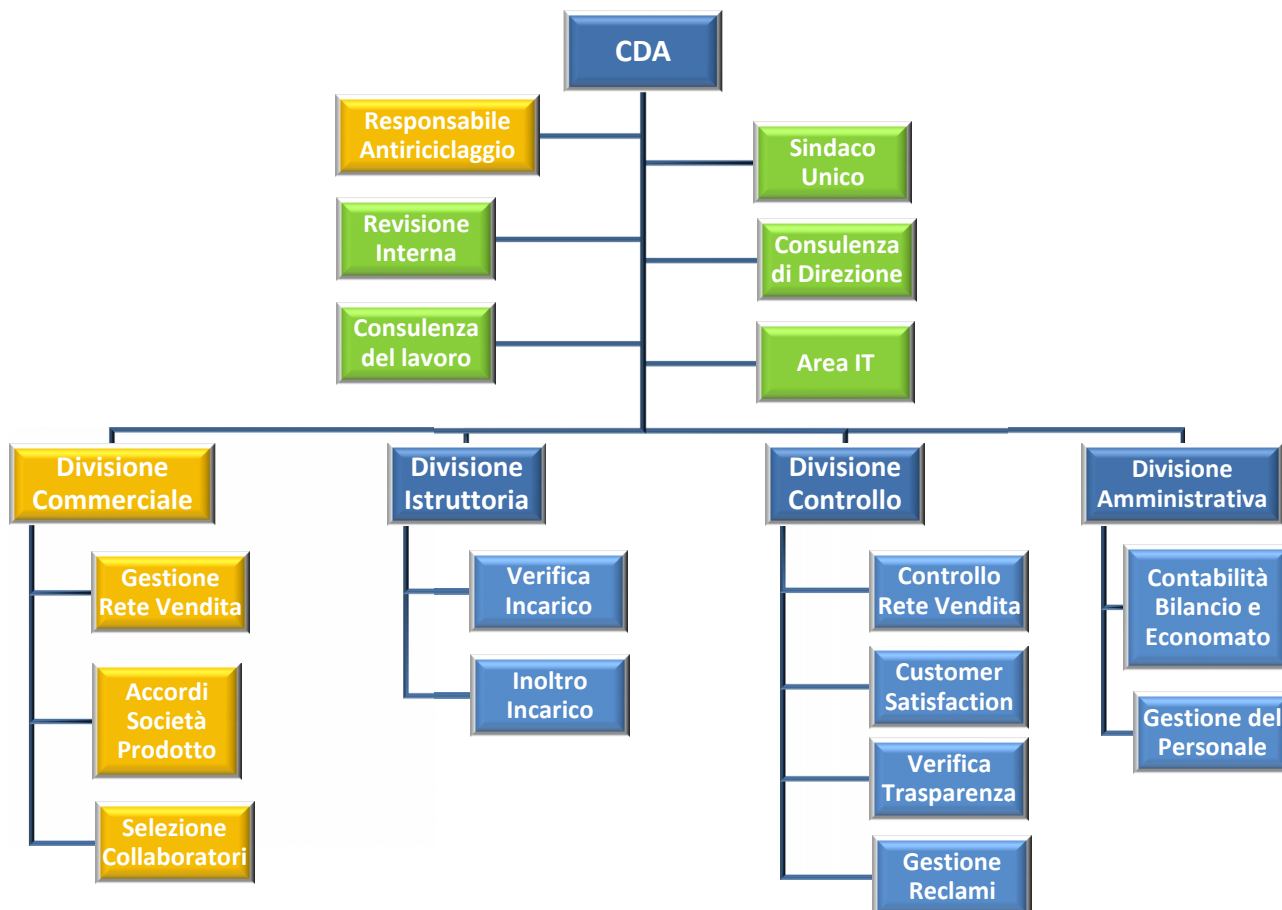 CDA
Responsabile
Antiriciclaggio
Sindaco
Unico
Revisione
Interna
Consulenza
di Direzione
Consulenza
del lavoro
Area IT
Divisione
Commerciale
Gestione
Rete Vendita
Accordi
Società
Prodotto
Selezione
Collaboratori
Divisione
Istruttoria
Verifica
Incarico
Inoltro
Incarico
Divisione
Controllo
Controllo
Rete Vendita
Customer
Satisfaction
Verifica
Trasparenza
Gestione
Reclami
Divisione
Amministrativa
Contabilità
Bilancio e
Economato
Gestione del
Personale